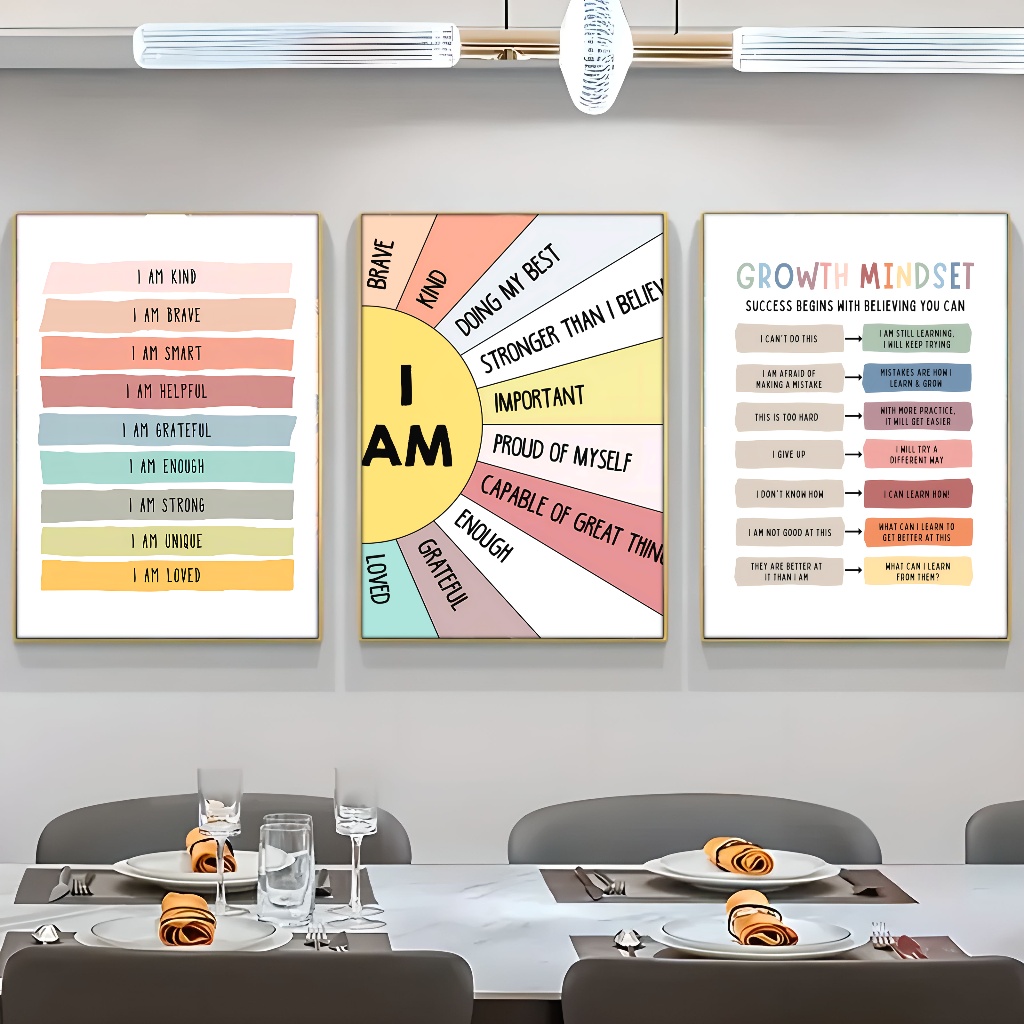 I AM KIND
I AM BRAVE
I AM SMART
I AM HELPFUL
I AM GRATEFUL
I AM ENOUGH
I AM STRONG
I AM UNIQUE
I AM LOVED
I
AM
BRAVE
KIND
DOING MY BEST
STRONGER THAN I BELIEV
IMPORTANT
PROUD OF MYSELF
CAPABLE OF GREAT THIN
ENOUGH
GRATEFUL
LOVED
GROWTH MINDSET
SUCCESS BEGINS WITH BELIEVING YOU CAN
I CAN'T DO THIS
I AM STILL LEARNING,
I WILL KEEP TRYING
I AM AFRAID OF
MAKING A MISTAKE
MISTAKES ARE HOW I
LEARN & GROW
THIS IS TOO HARD
WITH MORE PRACTICE,
IT WILL GET EASIER
I GIVE UP
I WILL TRY A
DIFFERENT WAY
I DON'T KNOW HOW
I CAN LEARN HOW!
I AM NOT GOOD AT THIS
WHAT CAN I LEARN TO
GET BETTER AT THIS
THEY ARE BETTER AT
IT THAN I AM
WHAT CAN I LEARN
FROM THEM?